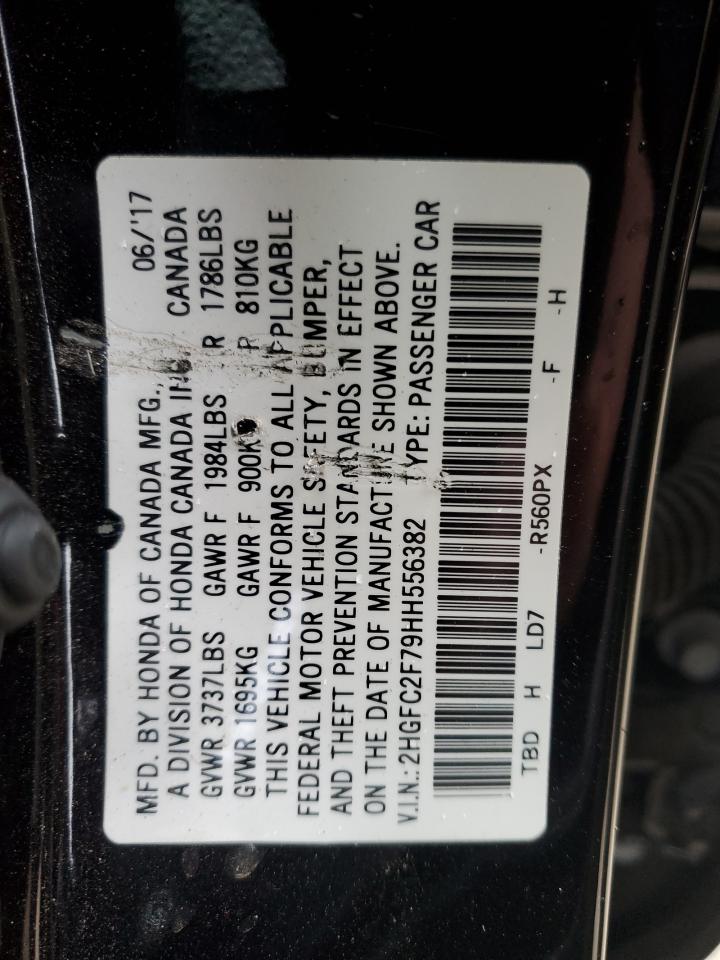 MFD. BY HONDA OF CANADA MFG., 06/'17
A DIVISION OF HONDA CANADA CANADA
GVWR 3737LBS GAWR F 1984LBS R 1786LBS
GVWR 1695KG GAWR F 900KG R 810KG
THIS VEHICLE CONFORMS TO ALL APPLICABLE
FEDERAL MOTOR VEHICLE SAFETY, BUMPER,
AND THEFT PREVENTION STANDARDS IN EFFECT
ON THE DATE OF MANUFACTURE SHOWN ABOVE.
V.I.N.: 2HGFC2F79HH556382 TYPE: PASSENGER CAR
TBD H LD7 -R560PX -F -H